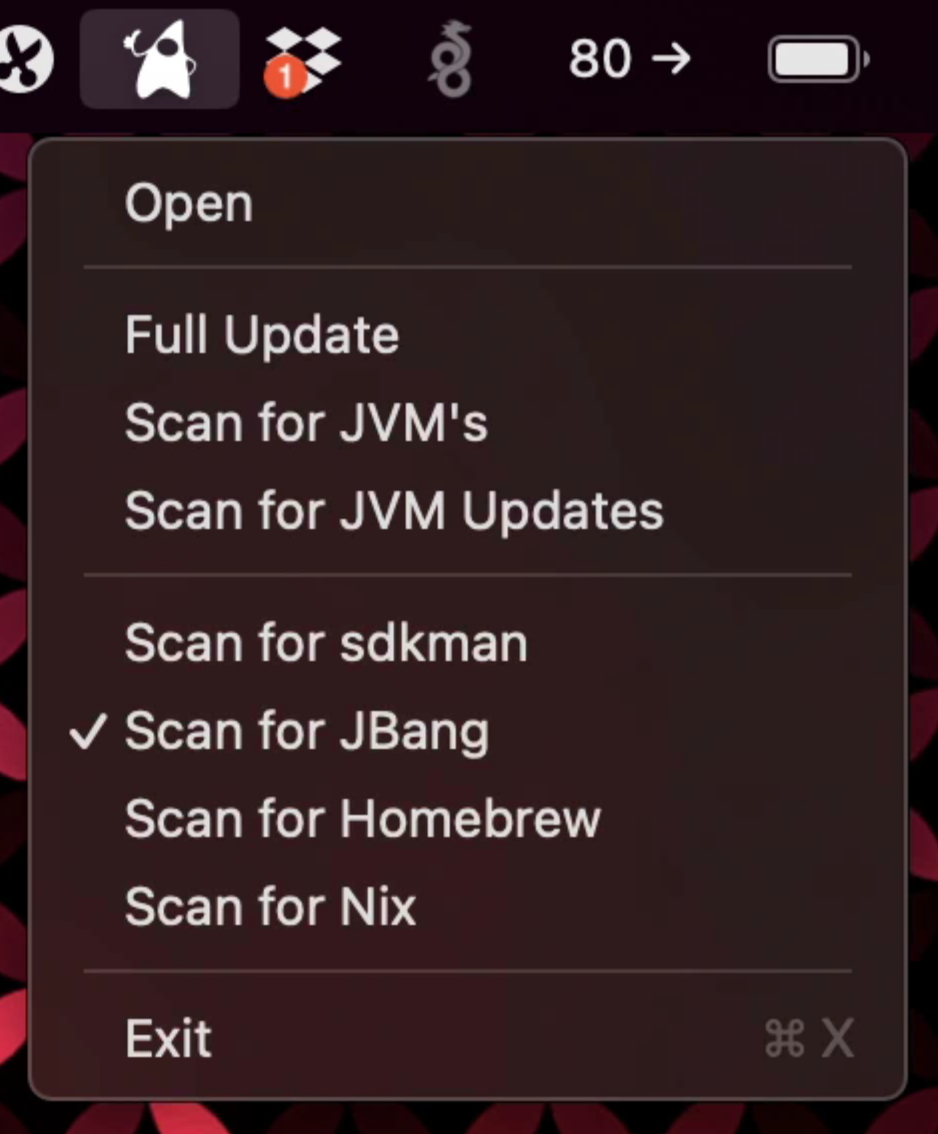 1
80 →
Open
Full Update
Scan for JVM's
Scan for JVM Updates
Scan for sdkman
✓ Scan for JBang
Scan for Homebrew
Scan for Nix
Exit ⌘ X